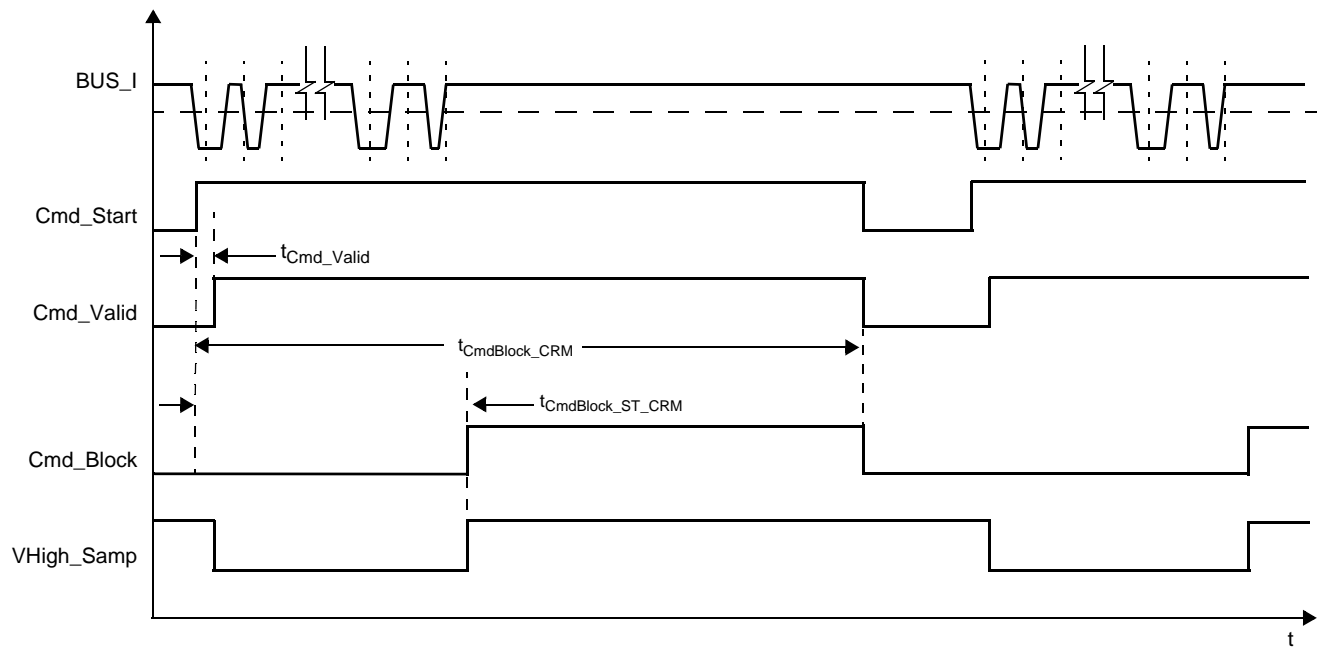 BUS_I
Cmd_Start
tCmd_Valid
Cmd_Valid
tCmdBlock_CRM
tCmdBlock_ST_CRM
Cmd_Block
VHigh_Samp
t